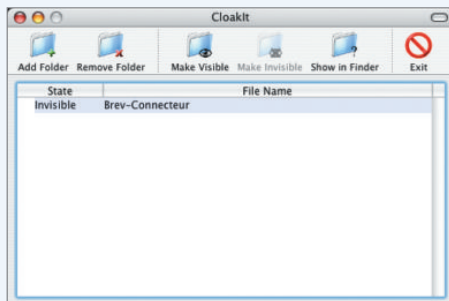 CloakIt
Add Folder Remove Folder Make Visible Make Invisible Show in Finder Exit
State File Name
Invisible Brev-Connecteur